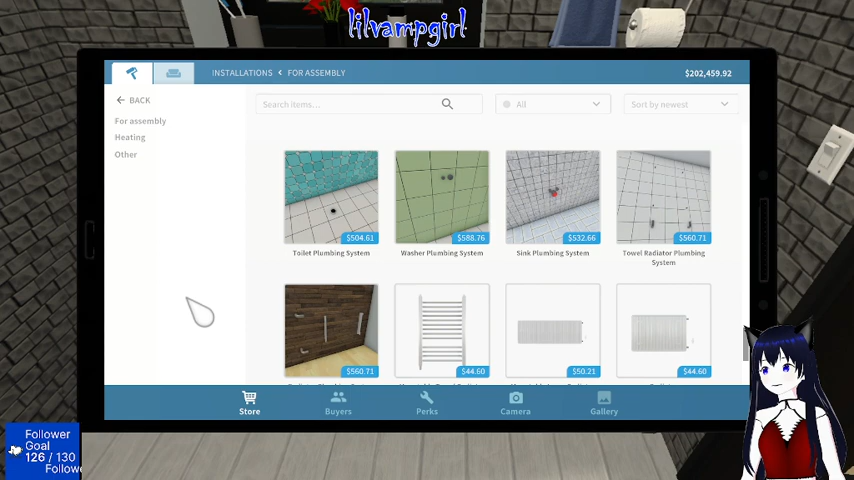 lilvampgirl
INSTALLATIONS < FOR ASSEMBLY
$202,459.92
BACK
Search items...
All
Sort by newest
For assembly
Heating
Other
$504.61
$588.76
$532.66
$560.71
Toilet Plumbing System
Washer Plumbing System
Sink Plumbing System
Towel Radiator Plumbing
System
$560.71
$44.60
$50.21
$44.60
Store
Buyers
Perks
Camera
Gallery
Follower
Goal
126 / 130
Followe